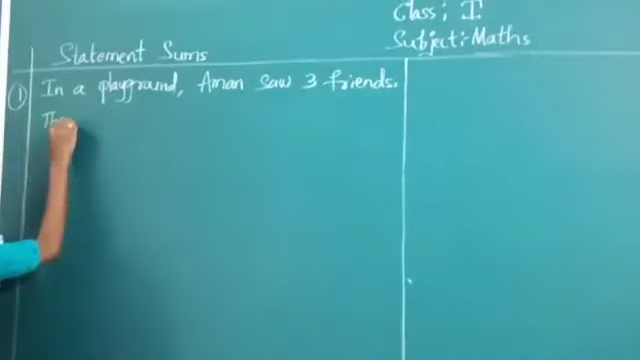 Class: I
Subject: Maths
Statement Sums
① In a playground, Aman saw 3 friends.